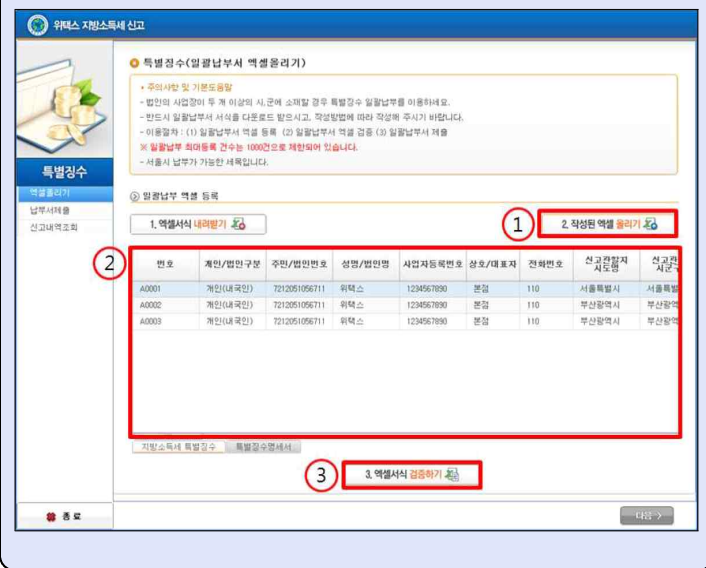 위택스 지방소득세 신고
특별징수(일괄납부서 엑셀올리기)
• 주의사항 및 기본도움말
- 법인의 사업장이 두 개 이상의 시,군에 소재할 경우 특별징수 일괄납부를 이용하세요.
- 반드시 일괄납부서 서식을 다운로드 받으시고, 작성방법에 따라 작성해 주시기 바랍니다.
- 이용절차 : (1) 일괄납부서 엑셀 등록 (2) 일괄납부서 엑셀 검증 (3) 일괄납부서 제출
※ 일괄납부 최대등록 건수는 1000건으로 제한되어 있습니다.
- 서울시 납부가 가능한 세목입니다.
특별징수
엑셀올리기
납부서제출
신고내역조회
일괄납부 엑셀 등록
1. 엑셀서식 내려받기
①
2. 작성된 엑셀 올리기
②
번호 개인/법인구분 주민/법인번호 성명/법인명 사업자등록번호 상호/대표자 전화번호 신고관할지 시도명 신고관 시군구
A0001 개인(내국인) 7212051056711 위택스 1234567890 본점 110 서울특별시 서울특별
A0002 개인(내국인) 7212051056711 위택스 1234567890 본점 110 부산광역시 부산광역
A0003 개인(내국인) 7212051056711 위택스 1234567890 본점 110 부산광역시 부산광역
지방소득세 특별징수 특별징수명세서
③
3. 엑셀서식 검증하기
종료
다음 >